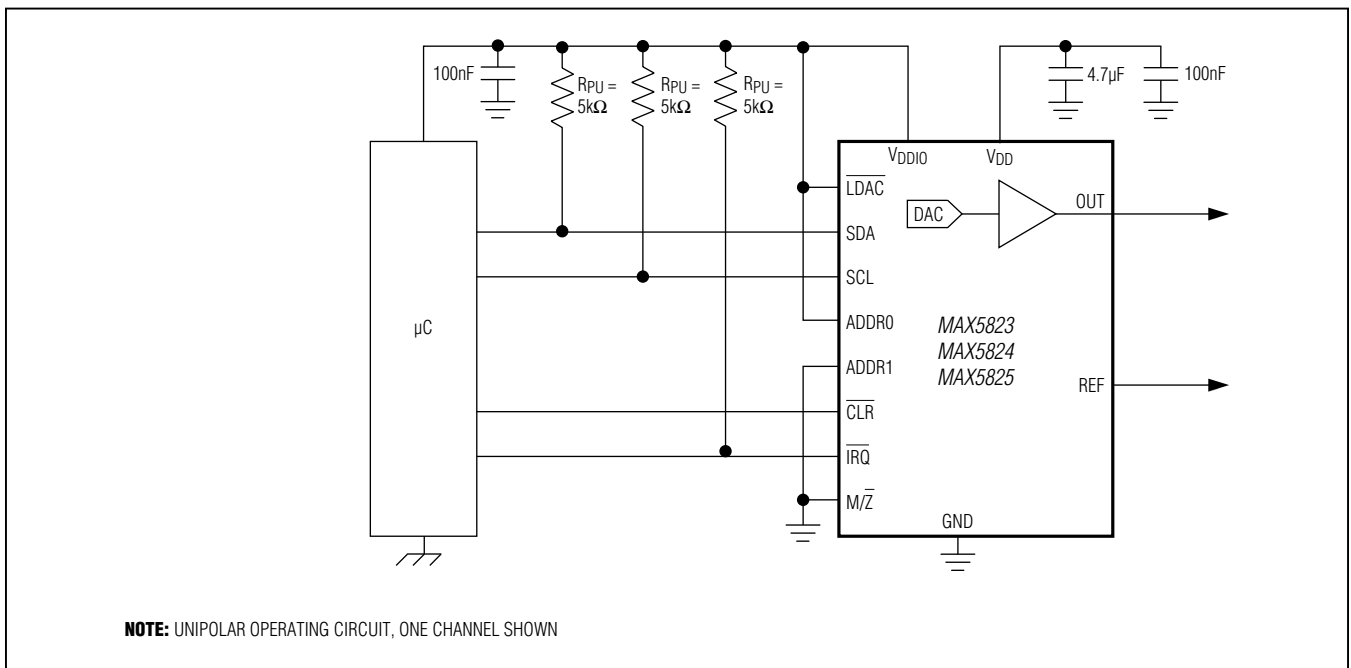 100nF
RPU =
5kΩ
RPU =
5kΩ
RPU =
5kΩ
4.7µF
100nF
µC
VDDIO
VDD
LDAC
SDA
SCL
ADDR0
ADDR1
CLR
IRQ
M/Z
DAC
OUT
MAX5823
MAX5824
MAX5825
REF
GND
NOTE: UNIPOLAR OPERATING CIRCUIT, ONE CHANNEL SHOWN